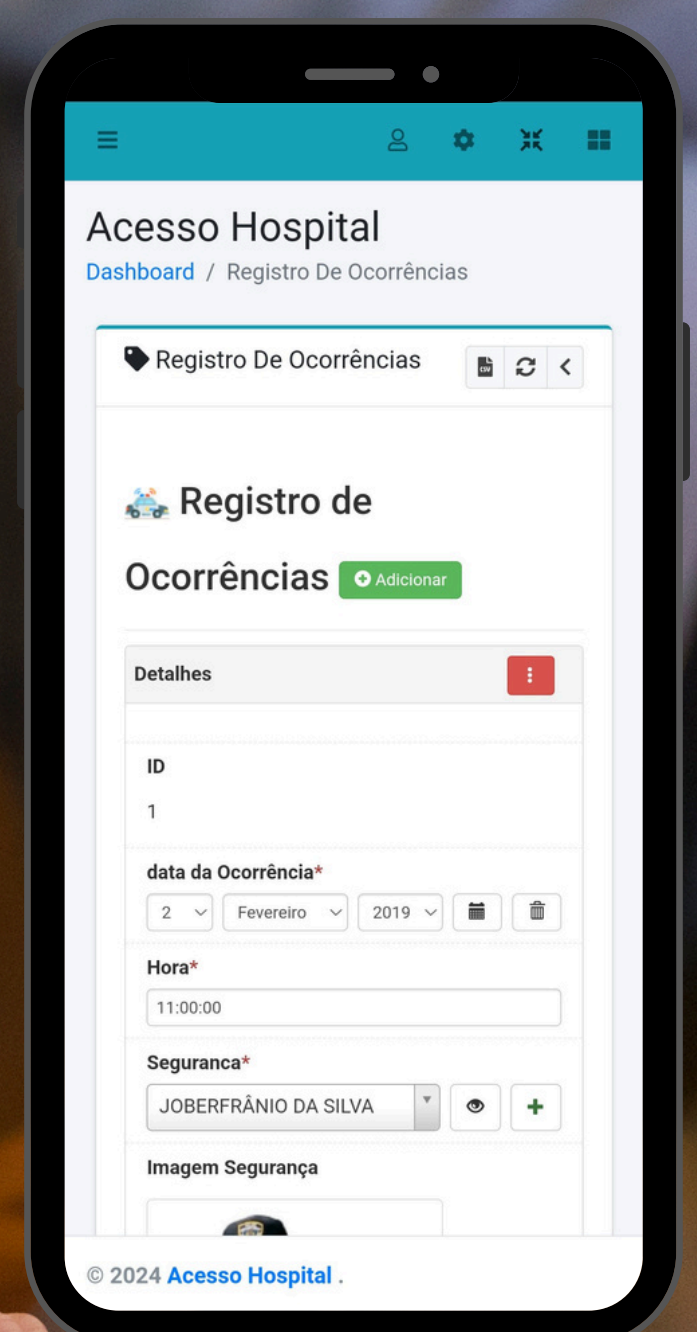 Acesso Hospital
Dashboard / Registro De Ocorrências
Registro De Ocorrências
CSV
Registro de
Ocorrências Adicionar
Detalhes
ID
1
data da Ocorrência*
2 Fevereiro 2019
Hora*
11:00:00
Seguranca*
JOBERFRÂNIO DA SILVA
Imagem Segurança
© 2024 Acesso Hospital .